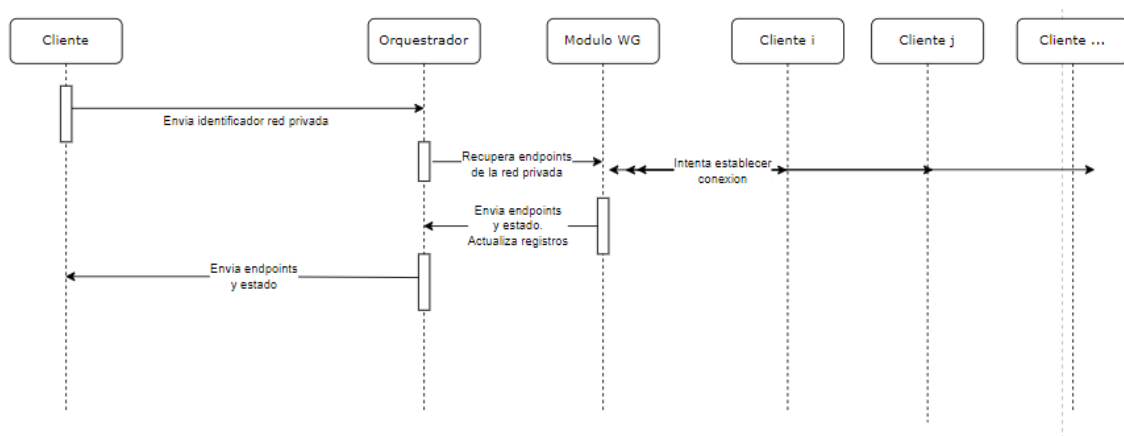 Cliente
Orquestrador
Modulo WG
Cliente i
Cliente j
Cliente ...
Envia identificador red privada
Recupera endpoints
de la red privada
Intenta establecer
conexion
Envia endpoints
y estado.
Actualiza registros
Envia endpoints
y estado